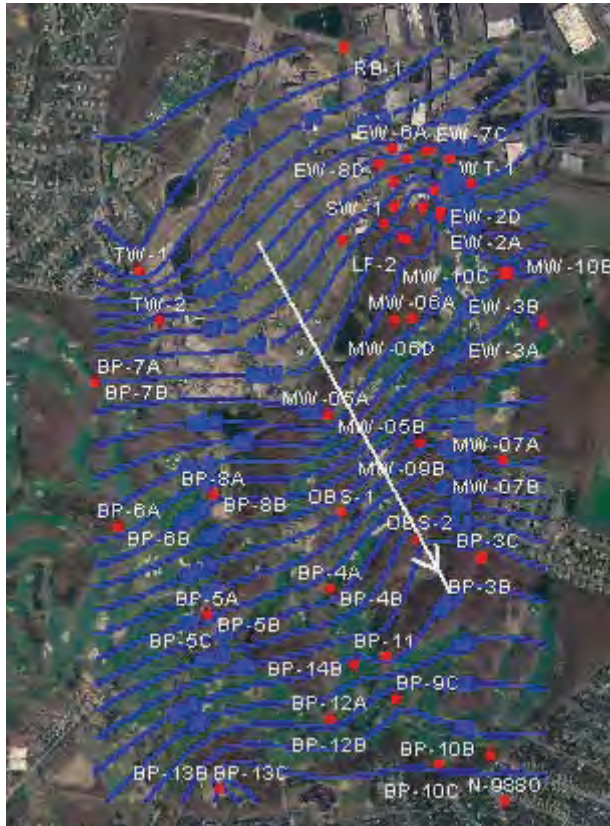 RB-1
EW-6A EW-7C
EW-8D WT-1
SW-1 EW-2D
EW-2A
TW-1 LF-2
MW-10C MW-10B
TW-2 MW-06A EW-3B
MW-06D EW-3A
BP-7A
BP-7B MW-05A
MW-05B MW-07A
MW-09B
BP-8A MW-07B
BP-6A BP-8B OBS-1
BP-6B OBS-2
BP-3C
BP-4A BP-3B
BP-5A BP-4B
BP-5B
BP-5C
BP-11
BP-14B
BP-9C
BP-12A
BP-12B
BP-10B
BP-13B BP-13C N-9880
BP-10C